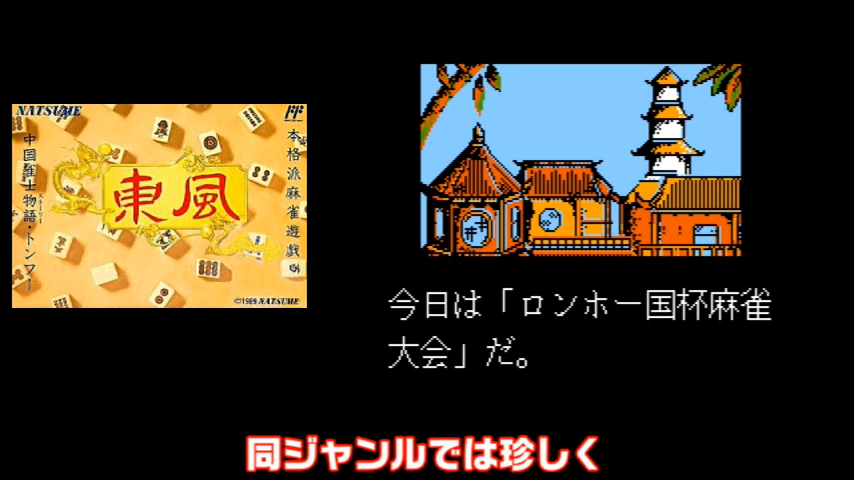 NATSUME
中国雀士物語・トンプー
東風
本格派麻雀遊戯
©1989 NATSUME
今日は「ロンホー国杯麻雀
大会」だ。
同ジャンルでは珍しく